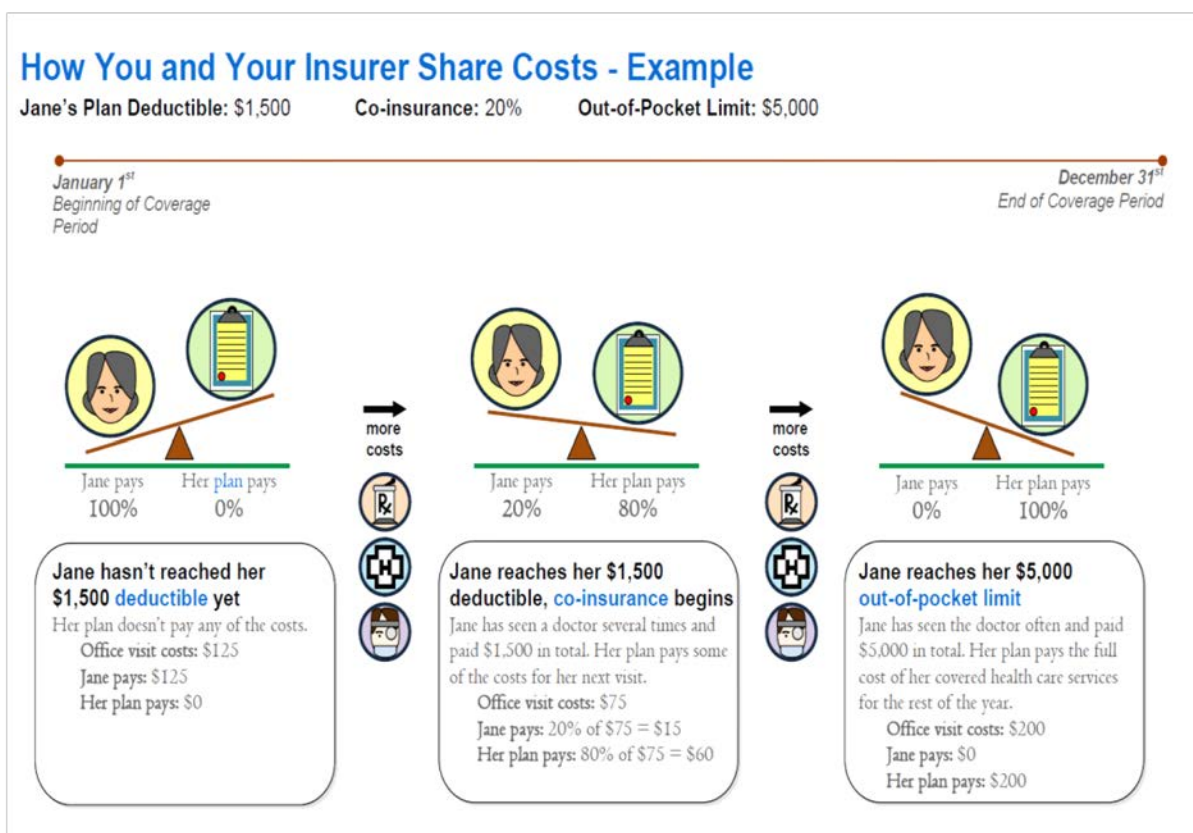 How You and Your Insurer Share Costs - Example
Jane's Plan Deductible: $1,500 Co-insurance: 20% Out-of-Pocket Limit: $5,000
January 1st
Beginning of Coverage
Period
December 31st
End of Coverage Period
Jane pays
100%
Her plan pays
0%
more
costs
Rx
H
Jane pays
20%
Her plan pays
80%
more
costs
Rx
H
Jane pays
0%
Her plan pays
100%
Jane hasn't reached her
$1,500 deductible yet
Her plan doesn't pay any of the costs.
Office visit costs: $125
Jane pays: $125
Her plan pays: $0
Jane reaches her $1,500
deductible, co-insurance begins
Jane has seen a doctor several times and
paid $1,500 in total. Her plan pays some
of the costs for her next visit.
Office visit costs: $75
Jane pays: 20% of $75 = $15
Her plan pays: 80% of $75 = $60
Jane reaches her $5,000
out-of-pocket limit
Jane has seen the doctor often and paid
$5,000 in total. Her plan pays the full
cost of her covered health care services
for the rest of the year.
Office visit costs: $200
Jane pays: $0
Her plan pays: $200